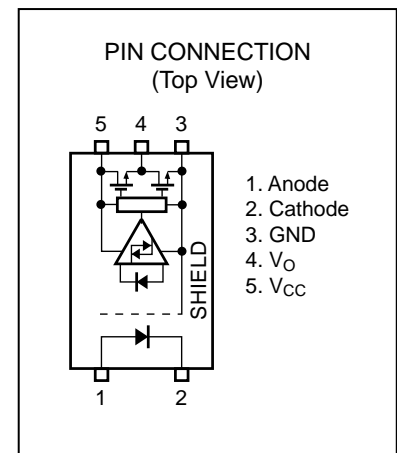 PIN CONNECTION
(Top View)
5 4 3
1. Anode
2. Cathode
3. GND
4. VO
5. VCC
SHIELD
1 2